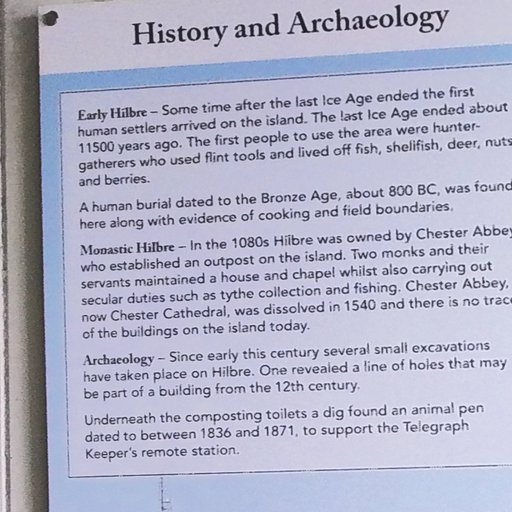 History and Archaeology
Early Hilbre – Some time after the last Ice Age ended the first
human settlers arrived on the island. The last Ice Age ended about
11500 years ago. The first people to use the area were hunter-
gatherers who used flint tools and lived off fish, shellfish, deer, nuts
and berries.
A human burial dated to the Bronze Age, about 800 BC, was found
here along with evidence of cooking and field boundaries.
Monastic Hilbre – In the 1080s Hilbre was owned by Chester Abbey
who established an outpost on the island. Two monks and their
servants maintained a house and chapel whilst also carrying out
secular duties such as tythe collection and fishing. Chester Abbey,
now Chester Cathedral, was dissolved in 1540 and there is no trac
of the buildings on the island today.
Archaeology – Since early this century several small excavations
have taken place on Hilbre. One revealed a line of holes that may
be part of a building from the 12th century.
Underneath the composting toilets a dig found an animal pen
dated to between 1836 and 1871, to support the Telegraph
Keeper's remote station.